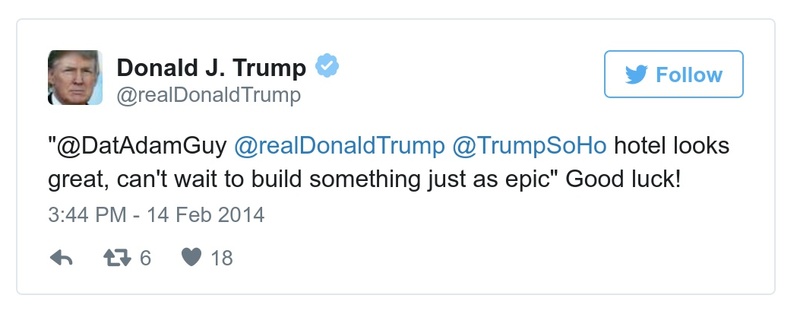 Donald J. Trump
@realDonaldTrump
Follow
"@DatAdamGuy @realDonaldTrump @TrumpSoHo hotel looks
great, can't wait to build something just as epic" Good luck!
3:44 PM - 14 Feb 2014
6 18